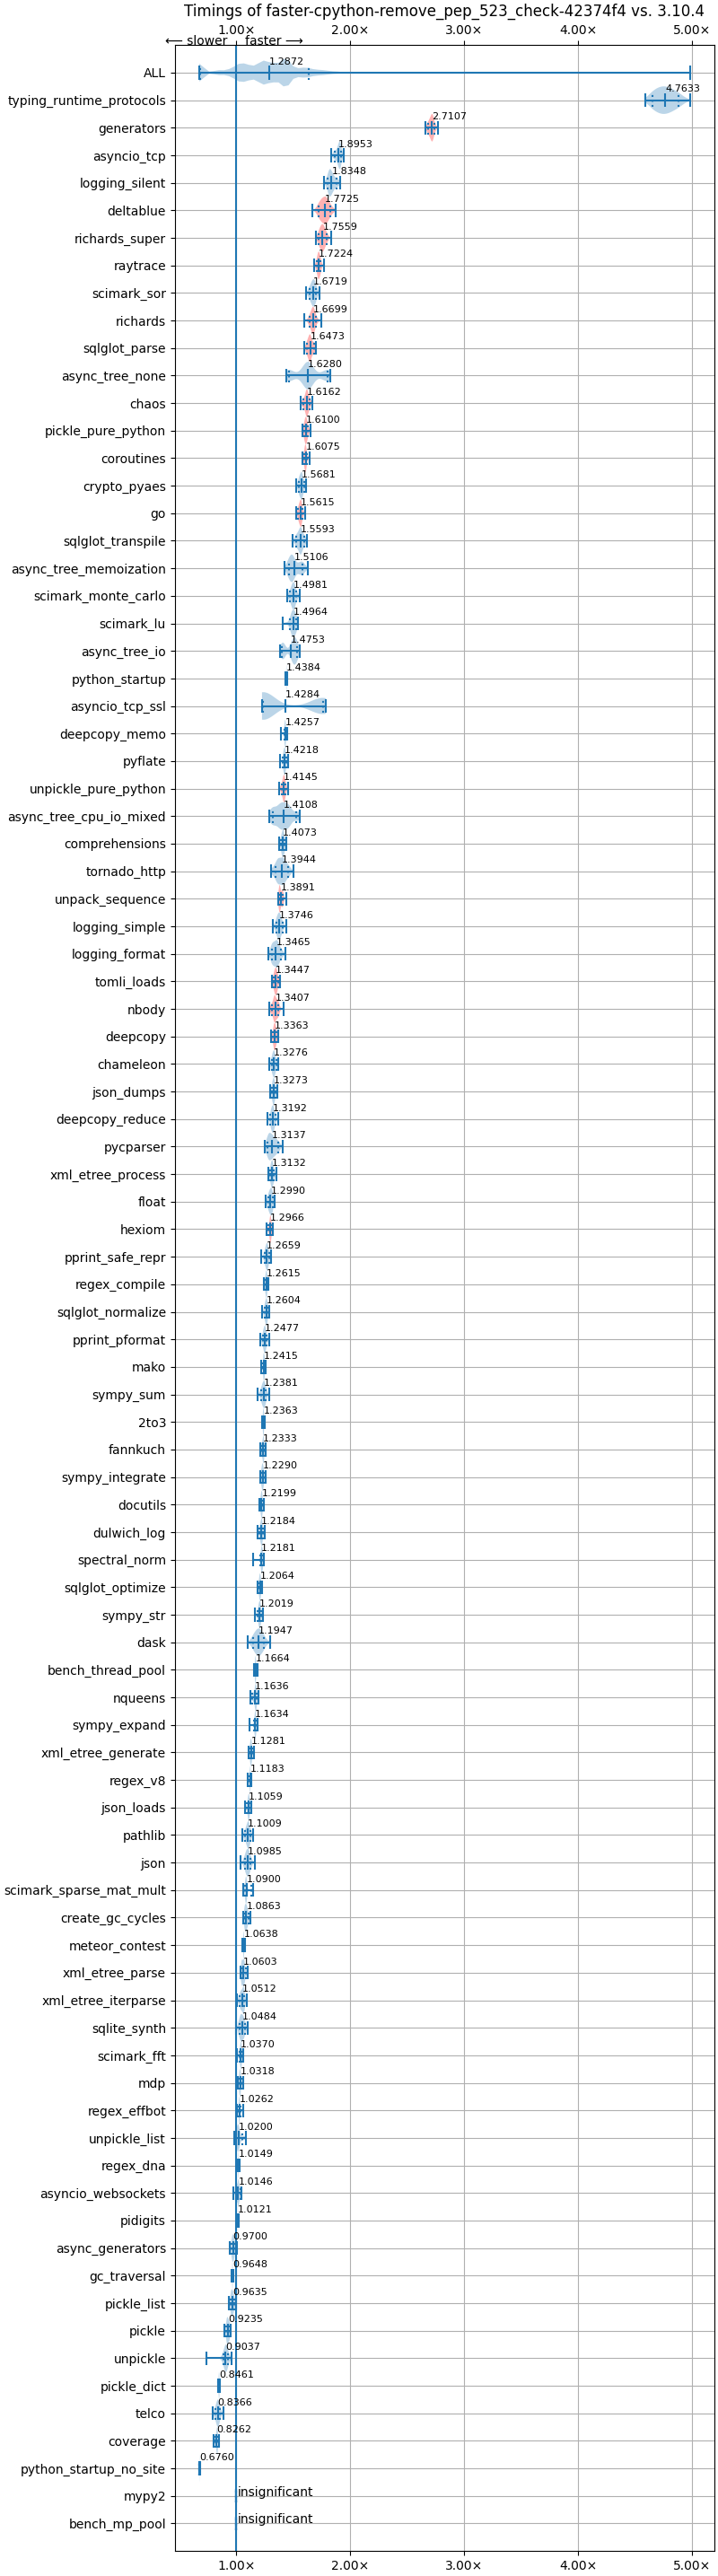 Timings of faster-cpython-remove_pep_523_check-42374f4 vs. 3.10.4
⟵ slower faster ⟶
1.00× 2.00× 3.00× 4.00× 5.00×
ALL 1.2872
typing_runtime_protocols 4.7633
generators 2.7107
asyncio_tcp 1.8953
logging_silent 1.8348
deltablue 1.7725
richards_super 1.7559
raytrace 1.7224
scimark_sor 1.6719
richards 1.6699
sqlglot_parse 1.6473
async_tree_none 1.6280
chaos 1.6162
pickle_pure_python 1.6100
coroutines 1.6075
crypto_pyaes 1.5681
go 1.5615
sqlglot_transpile 1.5593
async_tree_memoization 1.5106
scimark_monte_carlo 1.4981
scimark_lu 1.4964
async_tree_io 1.4753
python_startup 1.4384
asyncio_tcp_ssl 1.4284
deepcopy_memo 1.4257
pyflate 1.4218
unpickle_pure_python 1.4145
async_tree_cpu_io_mixed 1.4108
comprehensions 1.4073
tornado_http 1.3944
unpack_sequence 1.3891
logging_simple 1.3746
logging_format 1.3465
tomli_loads 1.3447
nbody 1.3407
deepcopy 1.3363
chameleon 1.3276
json_dumps 1.3273
deepcopy_reduce 1.3192
pycparser 1.3137
xml_etree_process 1.3132
float 1.2990
hexiom 1.2966
pprint_safe_repr 1.2659
regex_compile 1.2615
sqlglot_normalize 1.2604
pprint_pformat 1.2477
mako 1.2415
sympy_sum 1.2381
2to3 1.2363
fannkuch 1.2333
sympy_integrate 1.2290
docutils 1.2199
dulwich_log 1.2184
spectral_norm 1.2181
sqlglot_optimize 1.2064
sympy_str 1.2019
dask 1.1947
bench_thread_pool 1.1664
nqueens 1.1636
sympy_expand 1.1634
xml_etree_generate 1.1281
regex_v8 1.1183
json_loads 1.1059
pathlib 1.1009
json 1.0985
scimark_sparse_mat_mult 1.0900
create_gc_cycles 1.0863
meteor_contest 1.0638
xml_etree_parse 1.0603
xml_etree_iterparse 1.0512
sqlite_synth 1.0484
scimark_fft 1.0370
mdp 1.0318
regex_effbot 1.0262
unpickle_list 1.0200
regex_dna 1.0149
asyncio_websockets 1.0146
pidigits 1.0121
async_generators 0.9700
gc_traversal 0.9648
pickle_list 0.9635
pickle 0.9235
unpickle 0.9037
pickle_dict 0.8461
telco 0.8366
coverage 0.8262
python_startup_no_site 0.6760
mypy2 insignificant
bench_mp_pool insignificant
1.00× 2.00× 3.00× 4.00× 5.00×